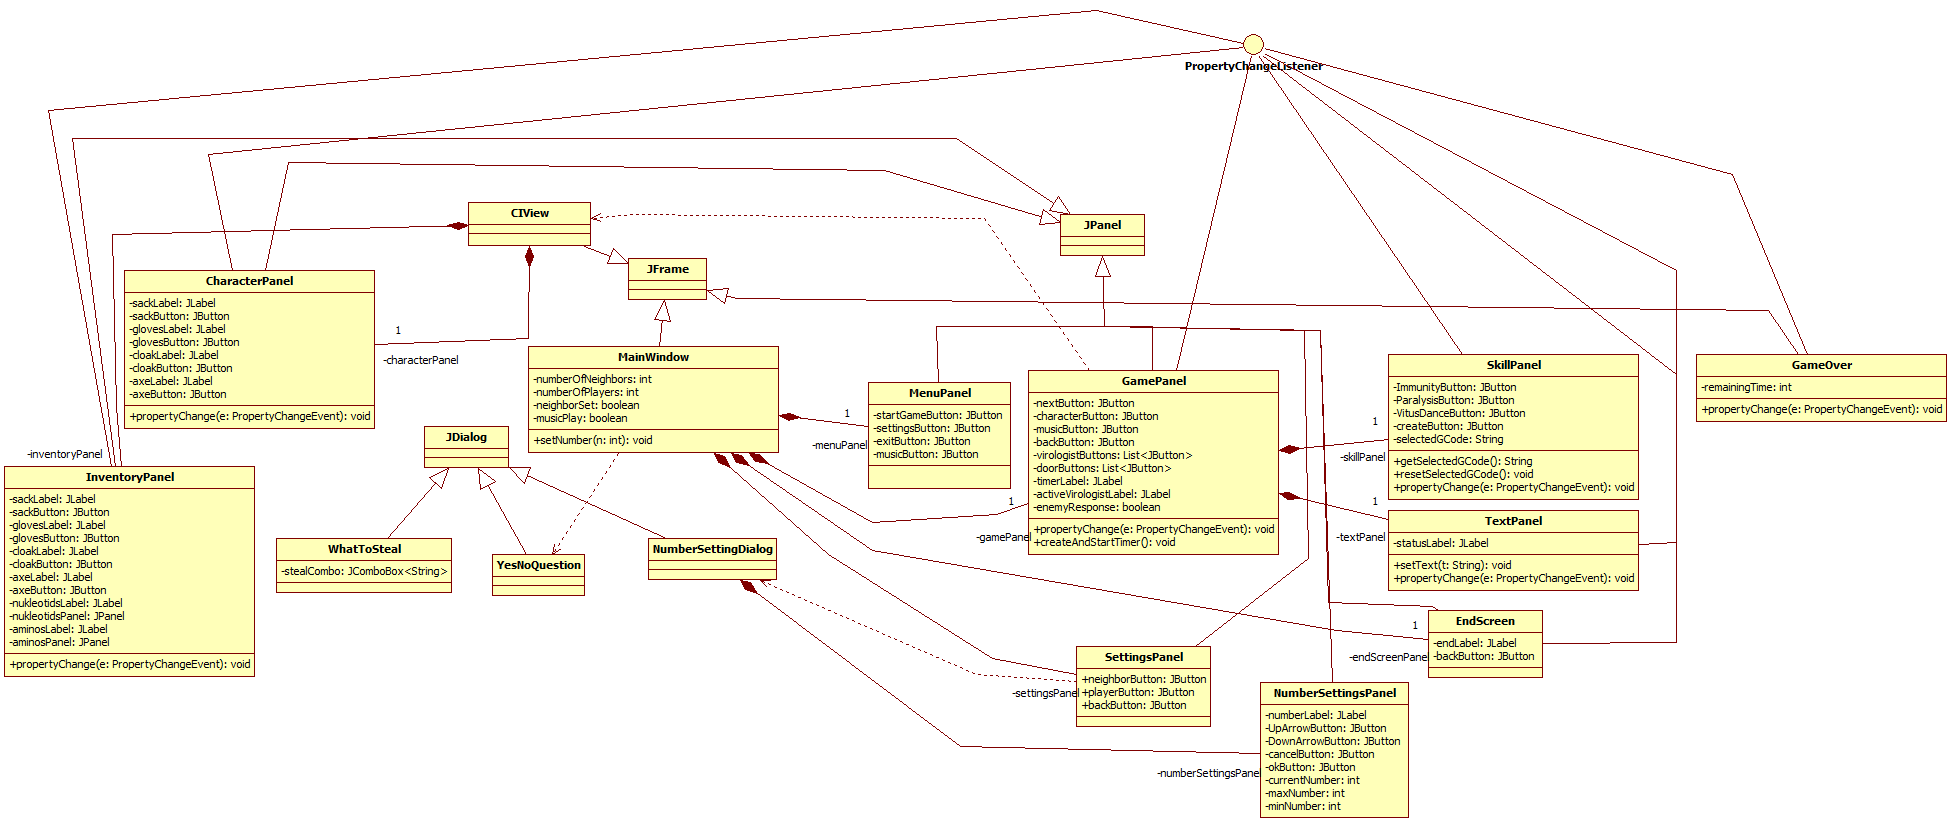 PropertyChangeListener
CIView
JPanel
JFrame
CharacterPanel
-sackLabel: JLabel
-sackButton: JButton
-glovesLabel: JLabel
-glovesButton: JButton
-cloakLabel: JLabel
-cloakButton: JButton
-axeLabel: JLabel
-axeButton: JButton
+propertyChange(e: PropertyChangeEvent): void
1
-characterPanel
MainWindow
-numberOfNeighbors: int
-numberOfPlayers: int
-neighborSet: boolean
-musicPlay: boolean
+setNumber(n: int): void
MenuPanel
-startGameButton: JButton
-settingsButton: JButton
-exitButton: JButton
-musicButton: JButton
1
-menuPanel
GamePanel
-nextButton: JButton
-characterButton: JButton
-musicButton: JButton
-backButton: JButton
-virologistButtons: List<JButton>
-doorButtons: List<JButton>
-timerLabel: JLabel
-activeVirologistLabel: JLabel
-enemyResponse: boolean
+propertyChange(e: PropertyChangeEvent): void
+createAndStartTimer(): void
1
-gamePanel
SkillPanel
-ImmunityButton: JButton
-ParalysisButton: JButton
-VitusDanceButton: JButton
-createButton: JButton
-selectedGCode: String
+getSelectedGCode(): String
+resetSelectedGCode(): void
+propertyChange(e: PropertyChangeEvent): void
1
-skillPanel
GameOver
-remainingTime: int
+propertyChange(e: PropertyChangeEvent): void
JDialog
-inventoryPanel
InventoryPanel
-sackLabel: JLabel
-sackButton: JButton
-glovesLabel: JLabel
-glovesButton: JButton
-cloakLabel: JLabel
-cloakButton: JButton
-axeLabel: JLabel
-axeButton: JButton
-nukleotidsLabel: JLabel
-nukleotidsPanel: JPanel
-aminosLabel: JLabel
-aminosPanel: JPanel
+propertyChange(e: PropertyChangeEvent): void
WhatToSteal
-stealCombo: JComboBox<String>
YesNoQuestion
NumberSettingDialog
TextPanel
-statusLabel: JLabel
+setText(t: String): void
+propertyChange(e: PropertyChangeEvent): void
1
-textPanel
EndScreen
-endLabel: JLabel
-backButton: JButton
1
-endScreenPanel
SettingsPanel
+neighborButton: JButton
+playerButton: JButton
+backButton: JButton
-settingsPanel
NumberSettingsPanel
-numberLabel: JLabel
-UpArrowButton: JButton
-DownArrowButton: JButton
-cancelButton: JButton
-okButton: JButton
-currentNumber: int
-maxNumber: int
-minNumber: int
-numberSettingsPanel